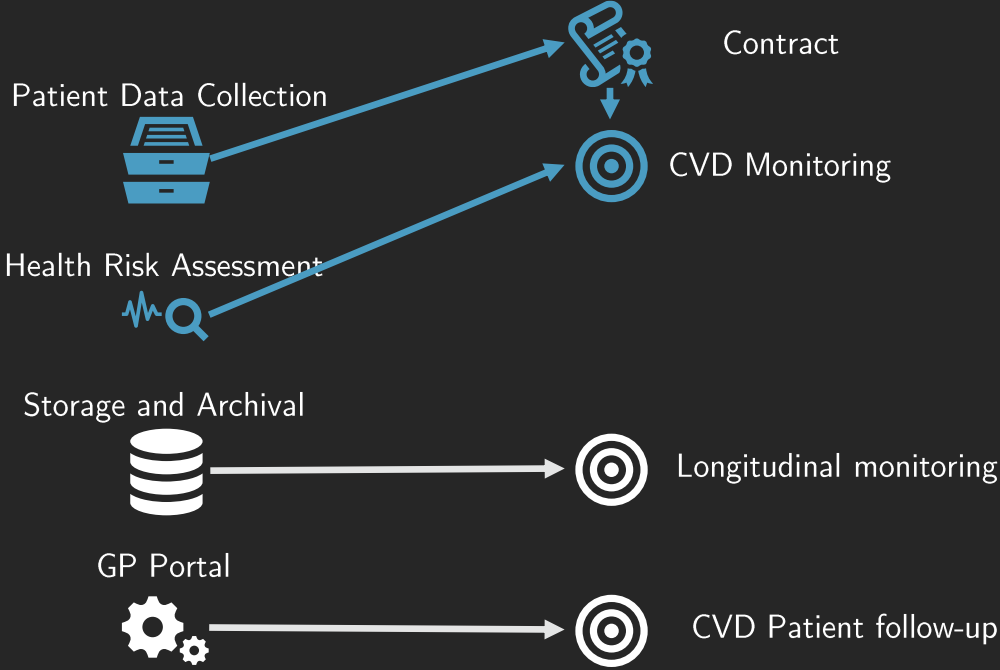 Contract
Patient Data Collection
CVD Monitoring
Health Risk Assessment
Storage and Archival
Longitudinal monitoring
GP Portal
CVD Patient follow-up